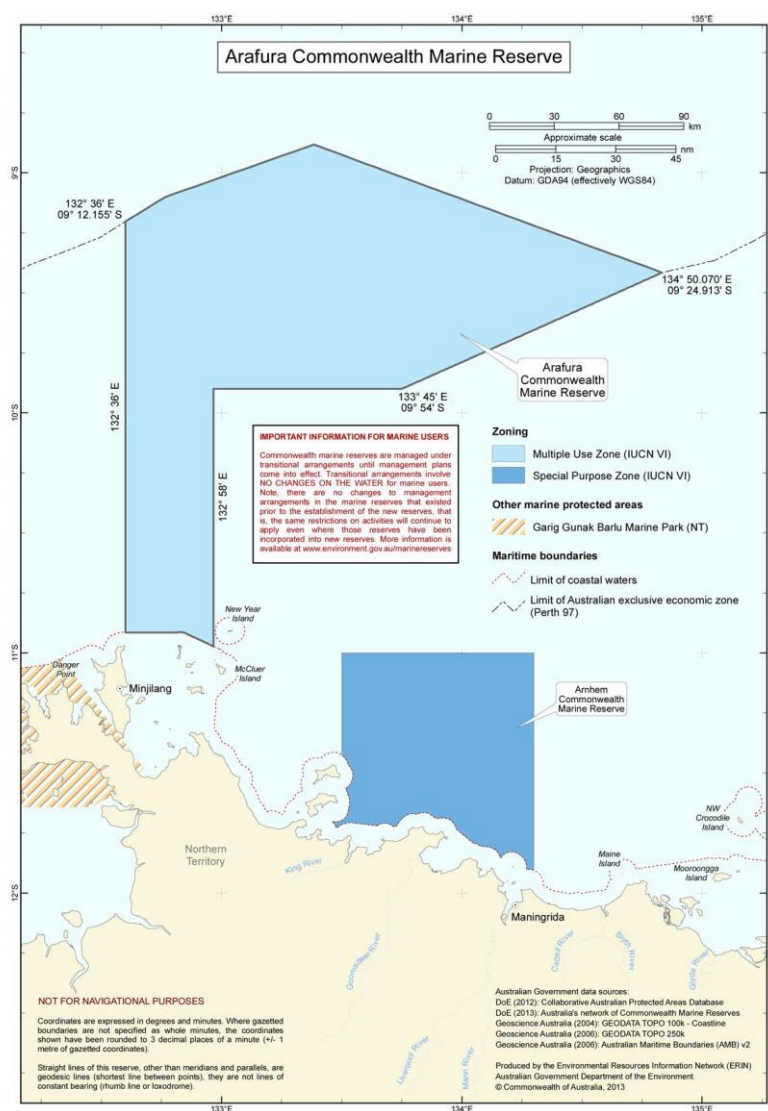 133°E 134°E 135°E
Arafura Commonwealth Marine Reserve
0 30 60 90
km
Approximate scale
0 15 30 45
nm
Projection: Geographics
Datum: GDA94 (effectively WGS84)
9°S
132° 36' E
09° 12.155' S
134° 50.070' E
09° 24.913' S
Arafura
Commonwealth
Marine Reserve
133° 45' E
09° 54' S
10°S
132° 36' E
132° 58' E
IMPORTANT INFORMATION FOR MARINE USERS
Commonwealth marine reserves are managed under
transitional arrangements until management plans
come into effect. Transitional arrangements involve
NO CHANGES ON THE WATER for marine users.
Note, there are no changes to management
arrangements in the marine reserves that existed
prior to the establishment of the new reserves, that
is, the same restrictions on activities will continue to
apply even where those reserves have been
incorporated into new reserves. More information is
available at www.environment.gov.au/marinereserves
Zoning
Multiple Use Zone (IUCN VI)
Special Purpose Zone (IUCN VI)
Other marine protected areas
Garig Gunak Barlu Marine Park (NT)
Maritime boundaries
Limit of coastal waters
Limit of Australian exclusive economic zone
(Perth 97)
New Year
Island
11°S
Danger
Point
McCluer
Island
Minjilang
Arnhem
Commonwealth
Marine Reserve
NW
Crocodile
Island
Northern
Territory
King River
Maine
Island
Mooroongga
Island
12°S
Maningrida
Goomadeer River
Liverpool River
Mann River
Cadell River
Blyth River
Glyde River
NOT FOR NAVIGATIONAL PURPOSES
Coordinates are expressed in degrees and minutes. Where gazetted
boundaries are not specified as whole minutes, the coordinates
shown have been rounded to 3 decimal places of a minute (+/- 1
metre of gazetted coordinates).
Straight lines of this reserve, other than meridians and parallels, are
geodesic lines (shortest line between points), they are not lines of
constant bearing (rhumb line or loxodrome).
Australian Government data sources:
DoE (2012): Collaborative Australian Protected Areas Database
DoE (2013): Australia's network of Commonwealth Marine Reserves
Geoscience Australia (2004): GEODATA TOPO 100k - Coastline
Geoscience Australia (2006): GEODATA TOPO 250k
Geoscience Australia (2006): Australian Maritime Boundaries (AMB) v2
Produced by the Environmental Resources Information Network (ERIN)
Australian Government Department of the Environment.
© Commonwealth of Australia, 2013
133°E 134°E 135°E